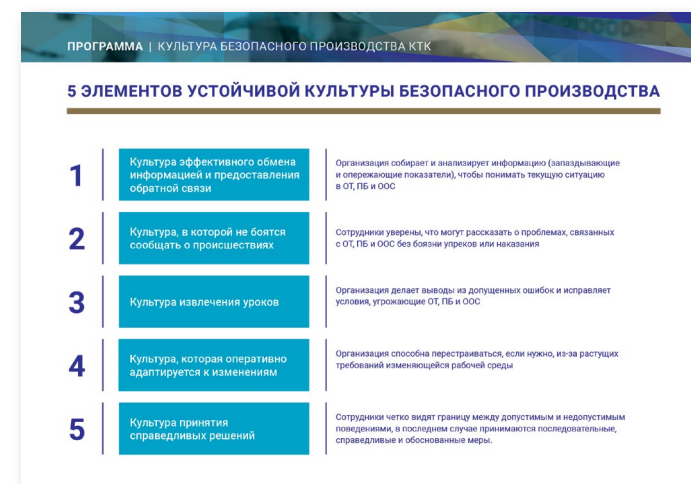 ПРОГРАММА | КУЛЬТУРА БЕЗОПАСНОГО ПРОИЗВОДСТВА КТК
5 ЭЛЕМЕНТОВ УСТОЙЧИВОЙ КУЛЬТУРЫ БЕЗОПАСНОГО ПРОИЗВОДСТВА
1
Культура эффективного обмена
информацией и предоставления
обратной связи
Организация собирает и анализирует информацию (запаздывающие
и опережающие показатели), чтобы понимать текущую ситуацию
в ОТ, ПБ и ООС
2
Культура, в которой не боятся
сообщать о происшествиях
Сотрудники уверены, что могут рассказать о проблемах, связанных
с ОТ, ПБ и ООС без боязни упреков или наказания
3
Культура извлечения уроков
Организация делает выводы из допущенных ошибок и исправляет
условия, угрожающие ОТ, ПБ и ООС
4
Культура, которая оперативно
адаптируется к изменениям
Организация способна перестраиваться, если нужно, из-за растущих
требований изменяющейся рабочей среды
5
Культура принятия
справедливых решений
Сотрудники четко видят границу между допустимым и недопустимым
поведениями, в последнем случае принимаются последовательные,
справедливые и обоснованные меры.